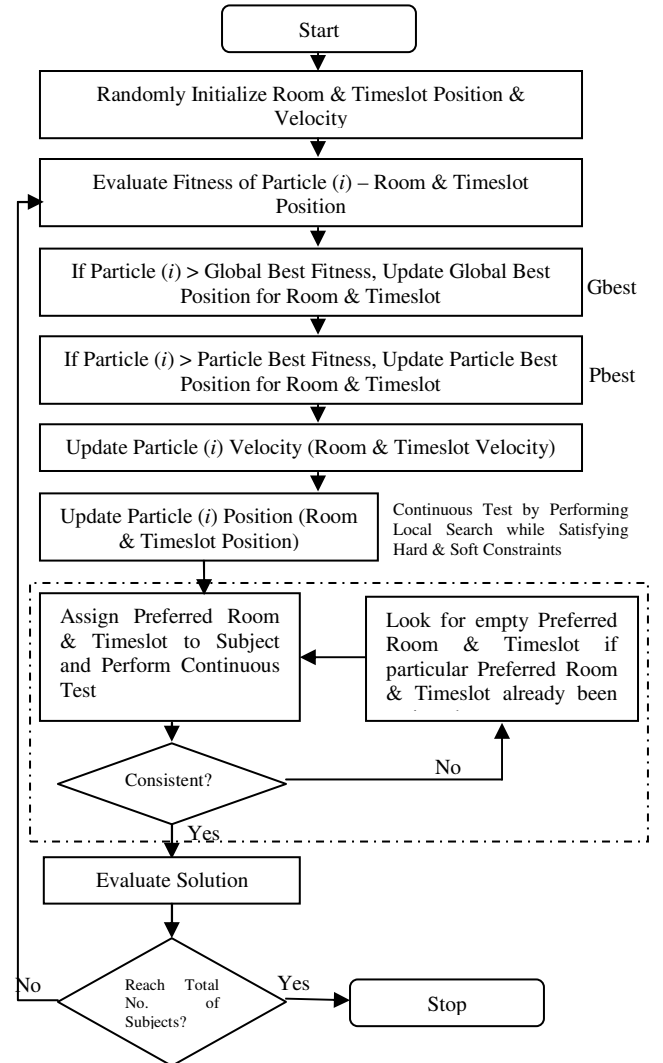 Start
Randomly Initialize Room & Timeslot Position &
Velocity
Evaluate Fitness of Particle (i) – Room & Timeslot
Position
If Particle (i) > Global Best Fitness, Update Global Best
Position for Room & Timeslot
Gbest
If Particle (i) > Particle Best Fitness, Update Particle Best
Position for Room & Timeslot
Pbest
Update Particle (i) Velocity (Room & Timeslot Velocity)
Update Particle (i) Position (Room
& Timeslot Position)
Continuous Test by Performing
Local Search while Satisfying
Hard & Soft Constraints
Assign Preferred Room
& Timeslot to Subject
and Perform Continuous
Test
Look for empty Preferred
Room & Timeslot if
particular Preferred Room
& Timeslot already been
Consistent?
No
Yes
Evaluate Solution
Reach Total
No. of
Subjects?
No
Yes
Stop